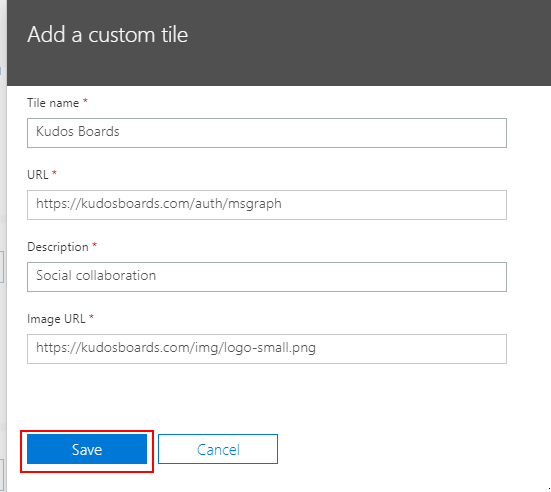 Add a custom tile
Tile name *
Kudos Boards
URL *
https://kudosboards.com/auth/msgraph
Description *
Social collaboration
Image URL *
https://kudosboards.com/img/logo-small.png
Save Cancel